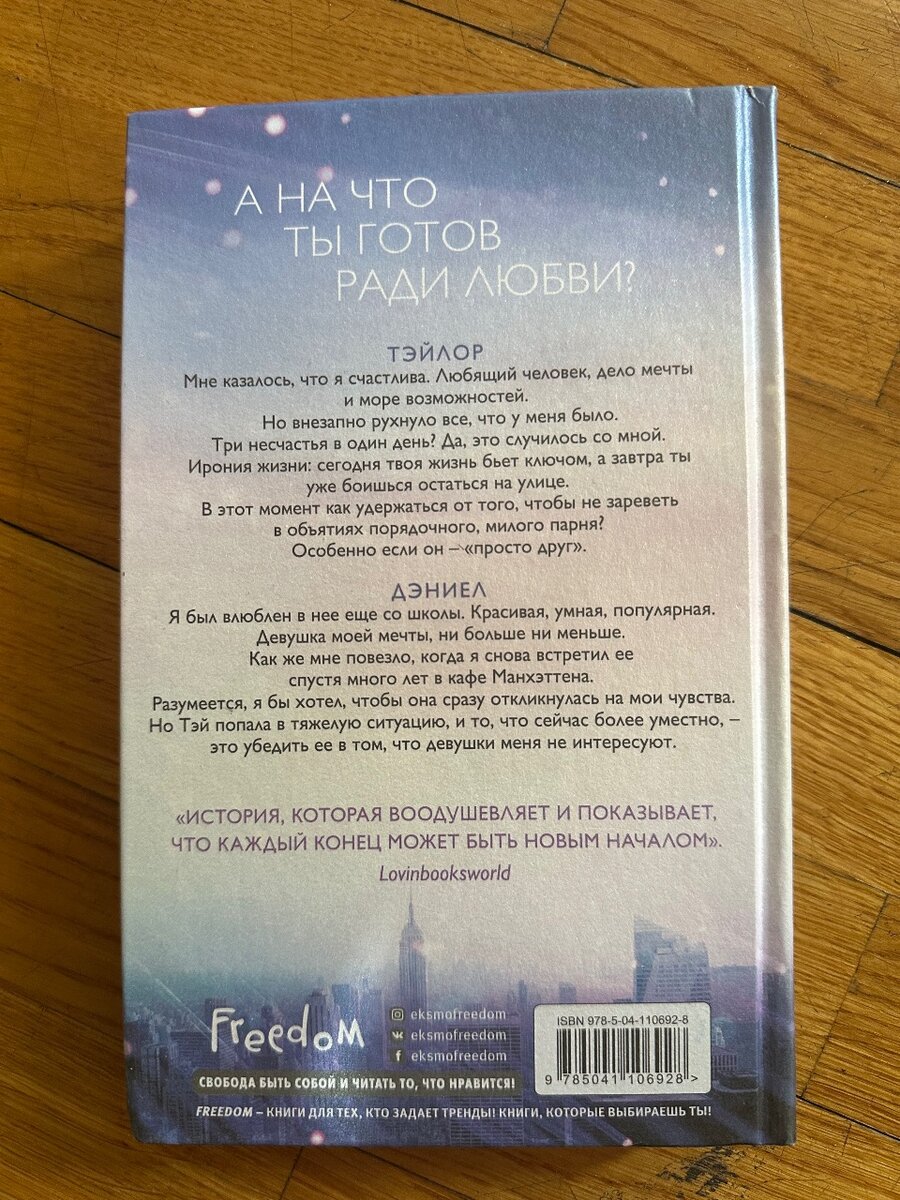 А НА ЧТО
ТЫ ГОТОВ
РАДИ ЛЮБВИ?
ТЭЙЛОР
Мне казалось, что я счастлива. Любящий человек, дело мечты
и море возможностей.
Но внезапно рухнуло все, что у меня было.
Три несчастья в один день? Да, это случилось со мной.
Ирония жизни: сегодня твоя жизнь бьет ключом, а завтра ты
уже боишься остаться на улице.
В этот момент как удержаться от того, чтобы не зареветь
в объятиях порядочного, милого парня?
Особенно если он – «просто друг».
ДЭНИЕЛ
Я был влюблен в нее еще со школы. Красивая, умная, популярная.
Девушка моей мечты, ни больше ни меньше.
Как же мне повезло, когда я снова встретил ее
спустя много лет в кафе Манхэттена.
Разумеется, я бы хотел, чтобы она сразу откликнулась на мои чувства.
Но Тэй попала в тяжелую ситуацию, и то, что сейчас более уместно, –
это убедить ее в том, что девушки меня не интересуют.
«ИСТОРИЯ, КОТОРАЯ ВООДУШЕВЛЯЕТ И ПОКАЗЫВАЕТ,
ЧТО КАЖДЫЙ КОНЕЦ МОЖЕТ БЫТЬ НОВЫМ НАЧАЛОМ».
Lovinbooksworld
Freedom
eksmofreedom
eksmofreedom
eksmofreedom
СВОБОДА БЫТЬ СОБОЙ И ЧИТАТЬ ТО, ЧТО НРАВИТСЯ!
FREEDOM – КНИГИ ДЛЯ ТЕХ, КТО ЗАДАЕТ ТРЕНДЫ! КНИГИ, КОТОРЫЕ ВЫБИРАЕШЬ ТЫ!
ISBN 978-5-04-110692-8
9 785041 106928 >